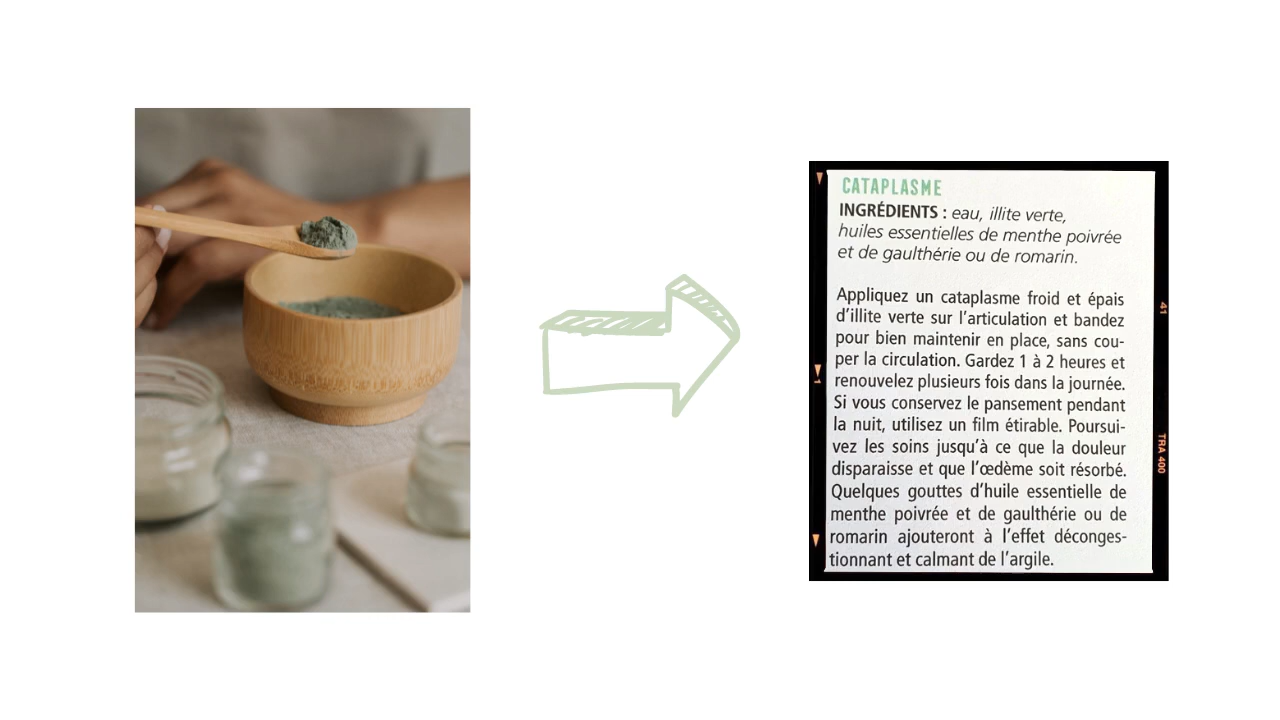 CATAPLASME
INGRÉDIENTS : eau, illite verte,
huiles essentielles de menthe poivrée
et de gaulthérie ou de romarin.
Appliquez un cataplasme froid et épais
d'illite verte sur l'articulation et bandez
pour bien maintenir en place, sans cou-
per la circulation. Gardez 1 à 2 heures et
renouvelez plusieurs fois dans la journée.
Si vous conservez le pansement pendant
la nuit, utilisez un film étirable. Poursui-
vez les soins jusqu'à ce que la douleur
disparaisse et que l'œdème soit résorbé.
Quelques gouttes d'huile essentielle de
menthe poivrée et de gaulthérie ou de
romarin ajouteront à l'effet déconges-
tionnant et calmant de l'argile.
41
1
TRA 400